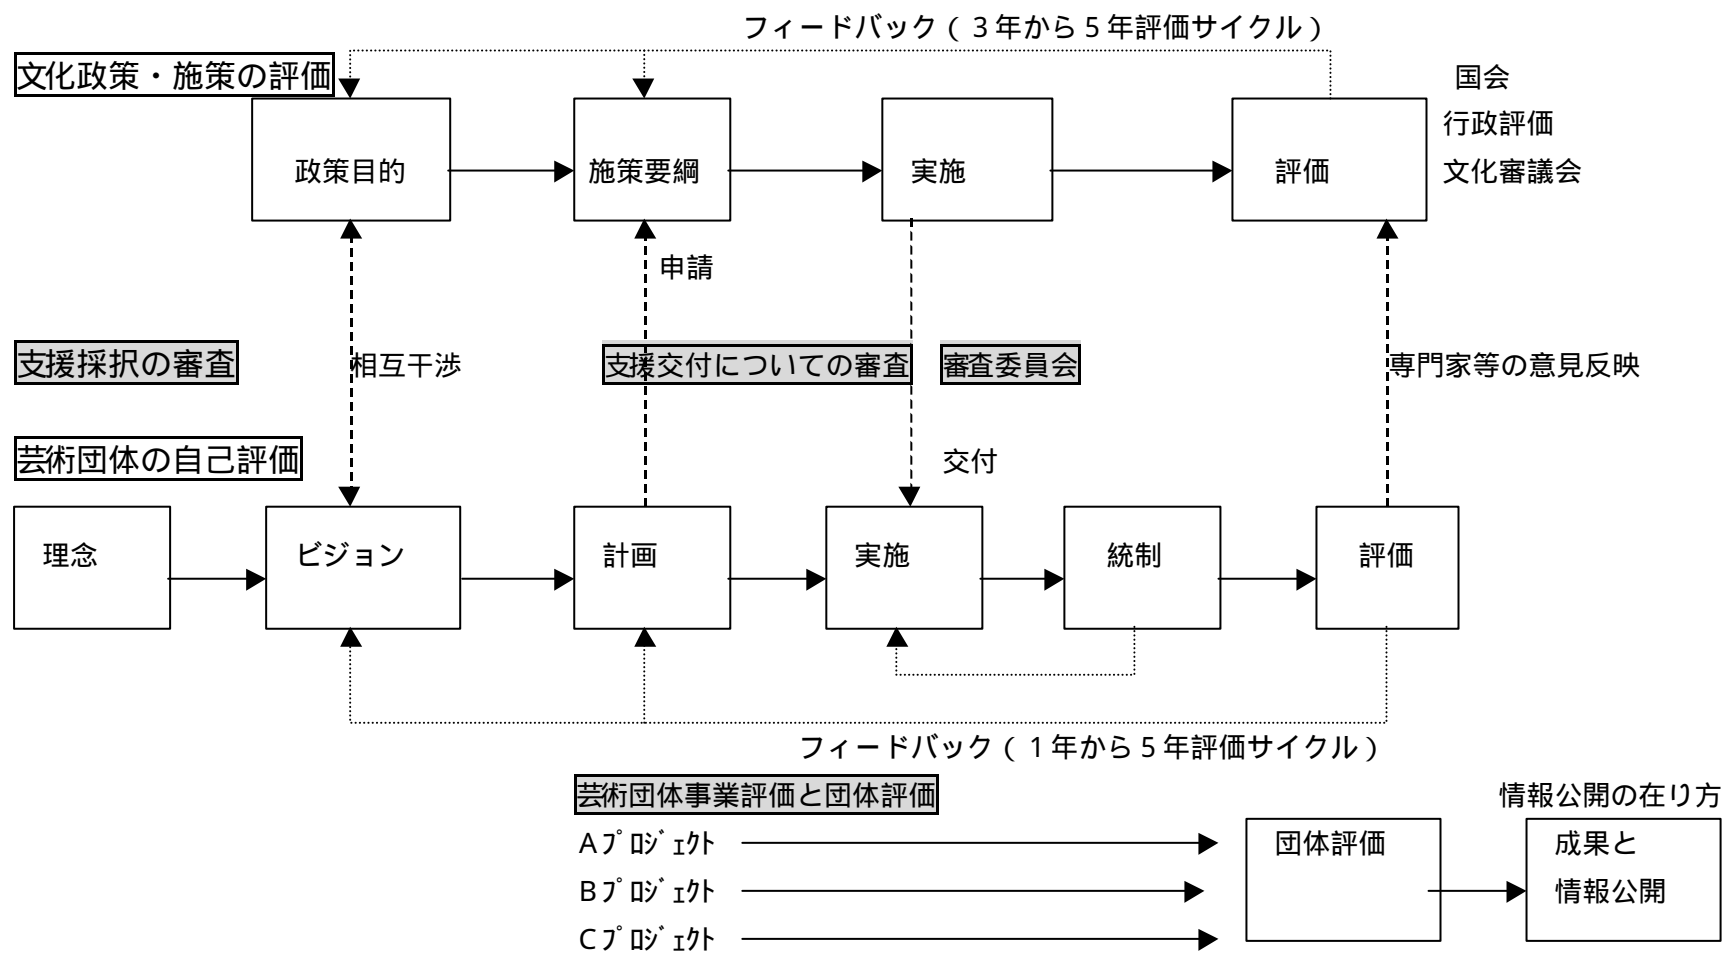 フィードバック（３年から５年評価サイクル）
文化政策・施策の評価
国会
行政評価
文化審議会
政策目的
施策要綱
実施
評価
申請
支援採択の審査
相互干渉
支援交付についての審査
審査委員会
専門家等の意見反映
芸術団体の自己評価
交付
理念
ビジョン
計画
実施
統制
評価
フィードバック（１年から５年評価サイクル）
芸術団体事業評価と団体評価
情報公開の在り方
Aﾌﾟﾛｼﾞｪｸﾄ
Bﾌﾟﾛｼﾞｪｸﾄ
Cﾌﾟﾛｼﾞｪｸﾄ
団体評価
成果と
情報公開